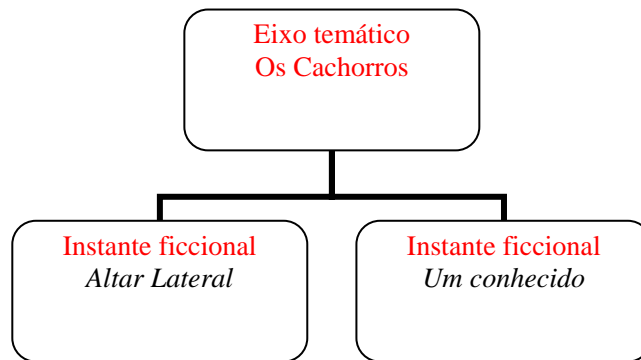 Eixo temático
Os Cachorros
Instante ficcional
Altar Lateral
Instante ficcional
Um conhecido